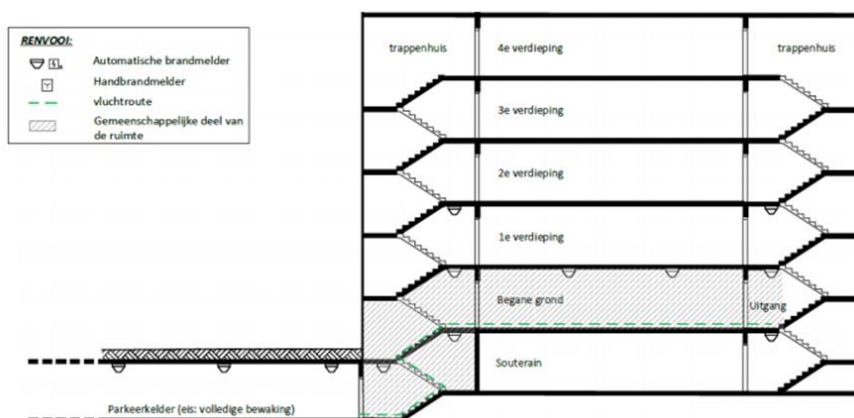 RENVOOI:
Automatische brandmelder
Handbrandmelder
vluchtroute
Gemeenschappelijke deel van
de ruimte
trappenhuis
4e verdieping
trappenhuis
3e verdieping
2e verdieping
1e verdieping
Begane grond
Uitgang
Souterain
Parkeerkelder (eis: volledige bewaking)